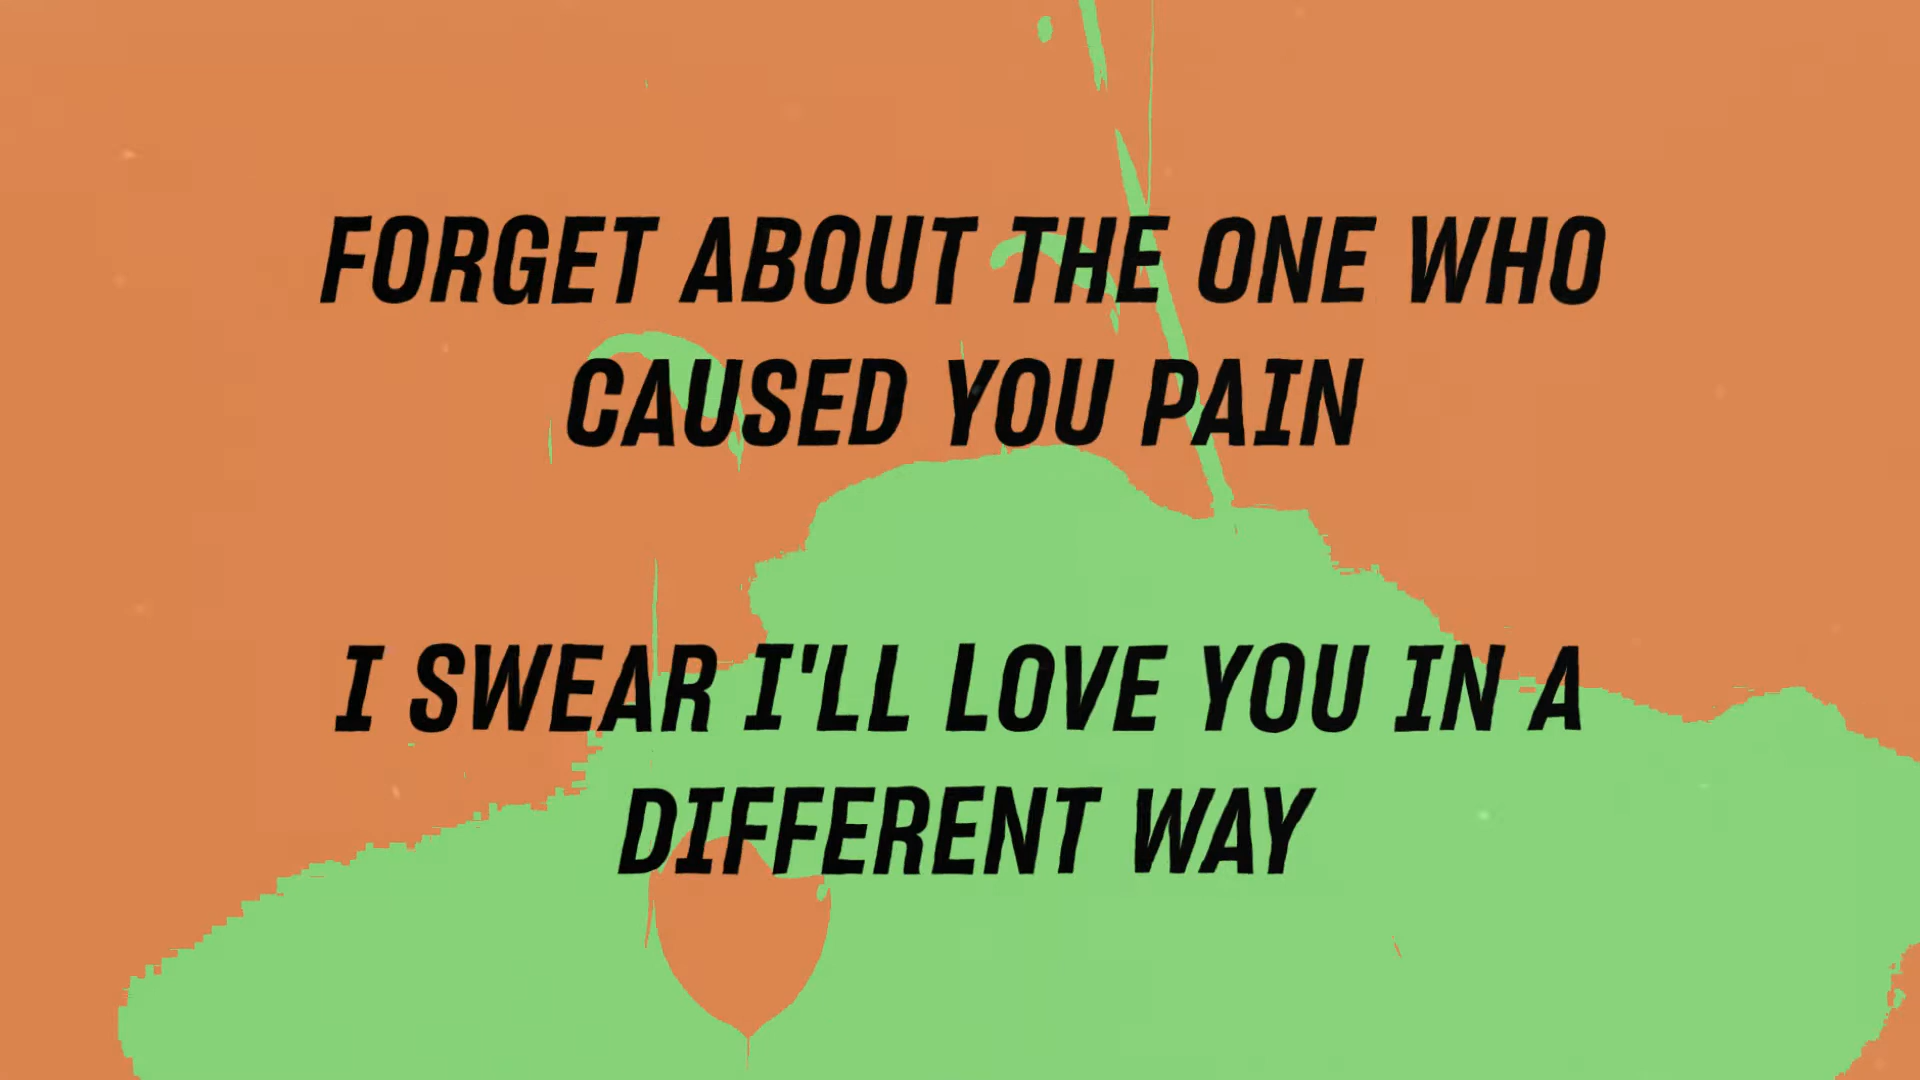 FORGET ABOUT THE ONE WHO
CAUSED YOU PAIN
I SWEAR I'LL LOVE YOU IN A
DIFFERENT WAY